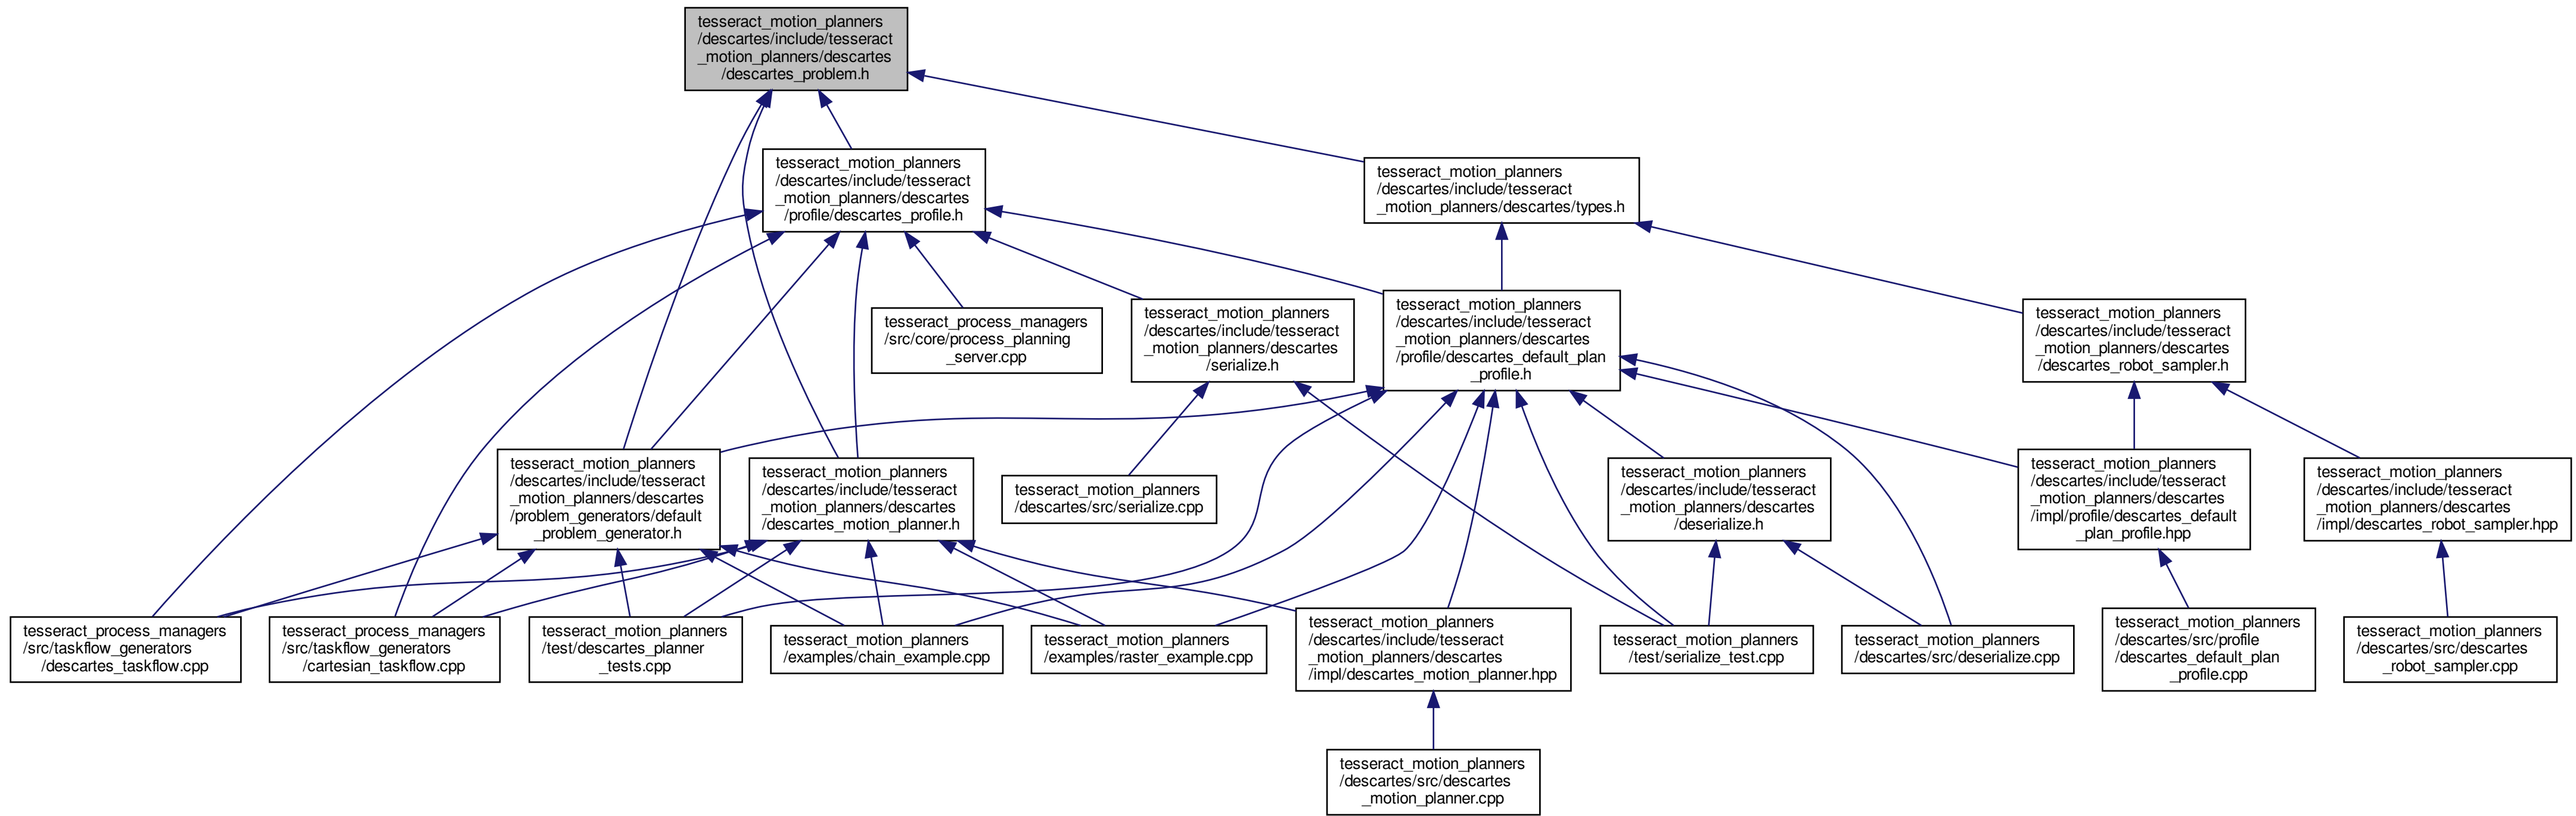 tesseract_motion_planners
/descartes/include/tesseract
_motion_planners/descartes
/descartes_problem.h
tesseract_motion_planners
/descartes/include/tesseract
_motion_planners/descartes
/profile/descartes_profile.h
tesseract_motion_planners
/descartes/include/tesseract
_motion_planners/descartes/types.h
tesseract_process_managers
/src/core/process_planning
_server.cpp
tesseract_motion_planners
/descartes/include/tesseract
_motion_planners/descartes
/serialize.h
tesseract_motion_planners
/descartes/include/tesseract
_motion_planners/descartes
/profile/descartes_default_plan
_profile.h
tesseract_motion_planners
/descartes/include/tesseract
_motion_planners/descartes
/descartes_robot_sampler.h
tesseract_motion_planners
/descartes/include/tesseract
_motion_planners/descartes
/problem_generators/default
_problem_generator.h
tesseract_motion_planners
/descartes/include/tesseract
_motion_planners/descartes
/descartes_motion_planner.h
tesseract_motion_planners
/descartes/src/serialize.cpp
tesseract_motion_planners
/descartes/include/tesseract
_motion_planners/descartes
/deserialize.h
tesseract_motion_planners
/descartes/include/tesseract
_motion_planners/descartes
/impl/profile/descartes_default
_plan_profile.hpp
tesseract_motion_planners
/descartes/include/tesseract
_motion_planners/descartes
/impl/descartes_robot_sampler.hpp
tesseract_process_managers
/src/taskflow_generators
/descartes_taskflow.cpp
tesseract_process_managers
/src/taskflow_generators
/cartesian_taskflow.cpp
tesseract_motion_planners
/test/descartes_planner
_tests.cpp
tesseract_motion_planners
/examples/chain_example.cpp
tesseract_motion_planners
/examples/raster_example.cpp
tesseract_motion_planners
/descartes/include/tesseract
_motion_planners/descartes
/impl/descartes_motion_planner.hpp
tesseract_motion_planners
/test/serialize_test.cpp
tesseract_motion_planners
/descartes/src/deserialize.cpp
tesseract_motion_planners
/descartes/src/profile
/descartes_default_plan
_profile.cpp
tesseract_motion_planners
/descartes/src/descartes
_robot_sampler.cpp
tesseract_motion_planners
/descartes/src/descartes
_motion_planner.cpp